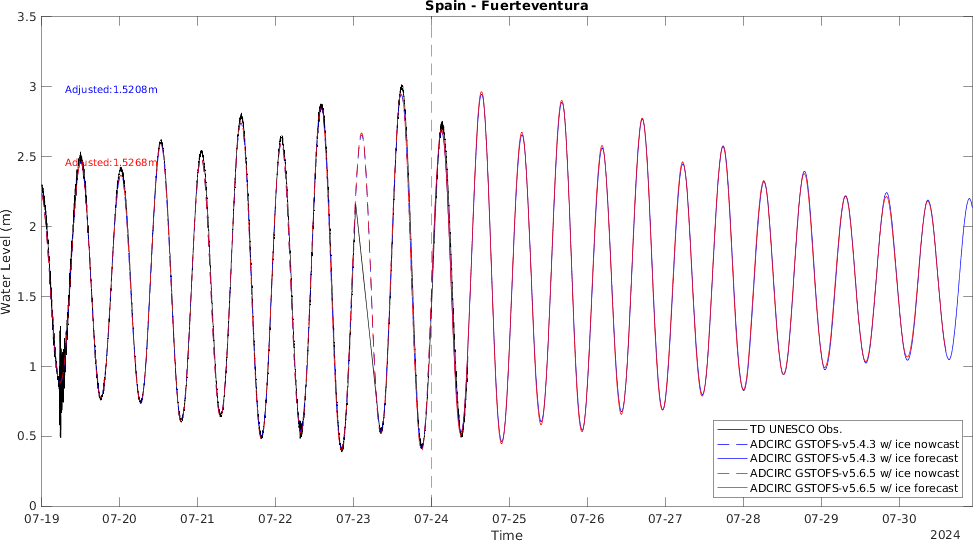 Spain - Fuerteventura
3.5
3
2.5
2
1.5
1
0.5
0
Water Level (m)
Adjusted:1.5208m
Adjusted:1.5268m
TD UNESCO Obs.
ADCIRC GSTOFS-v5.4.3 w/ ice nowcast
ADCIRC GSTOFS-v5.4.3 w/ ice forecast
ADCIRC GSTOFS-v5.6.5 w/ ice nowcast
ADCIRC GSTOFS-v5.6.5 w/ ice forecast
07-19 07-20 07-21 07-22 07-23 07-24 07-25 07-26 07-27 07-28 07-29 07-30
Time
2024